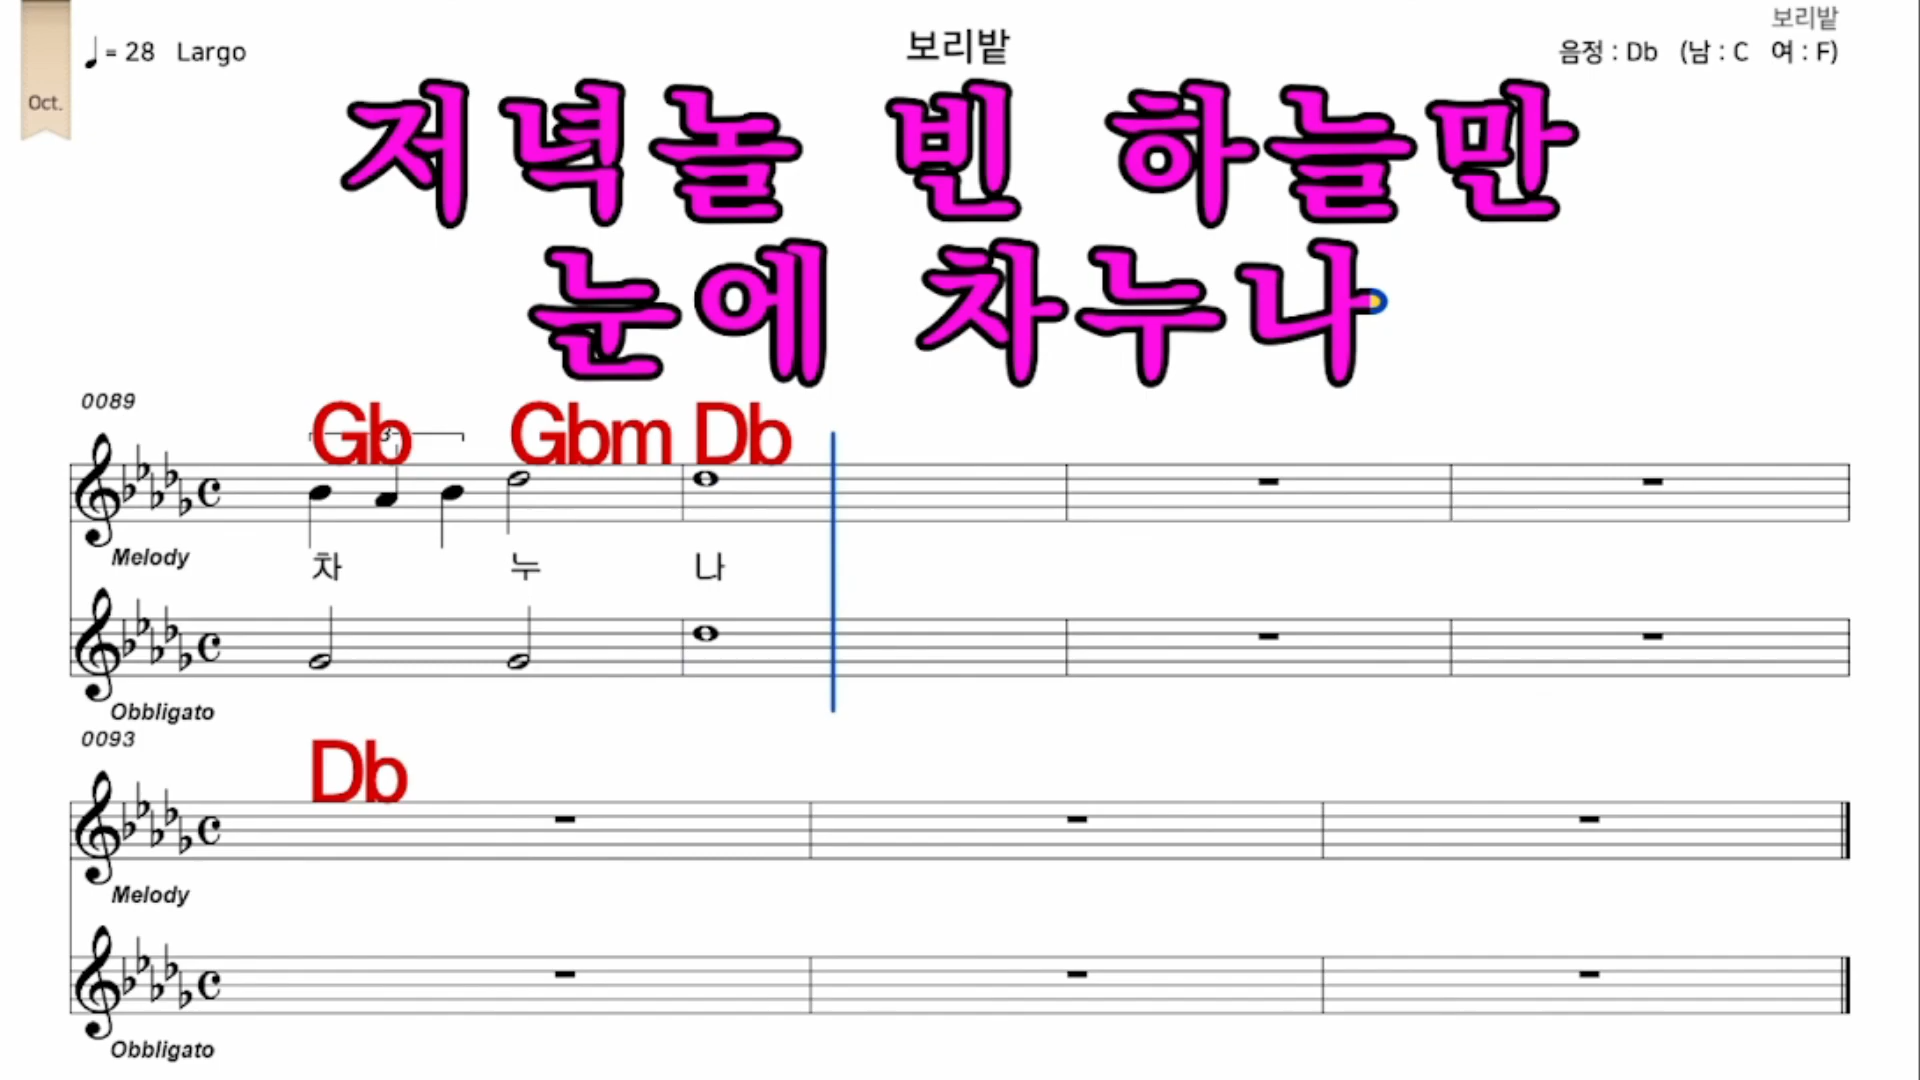 보리밭
♩= 28 Largo
보리밭
음정 : Db (남 : C 여 : F)
Oct.
저녁놀 빈 하늘만
눈에 차누나
0089
Gb Gbm Db
3
Melody
차 누 나
Obbligato
0093
Db
Melody
Obbligato